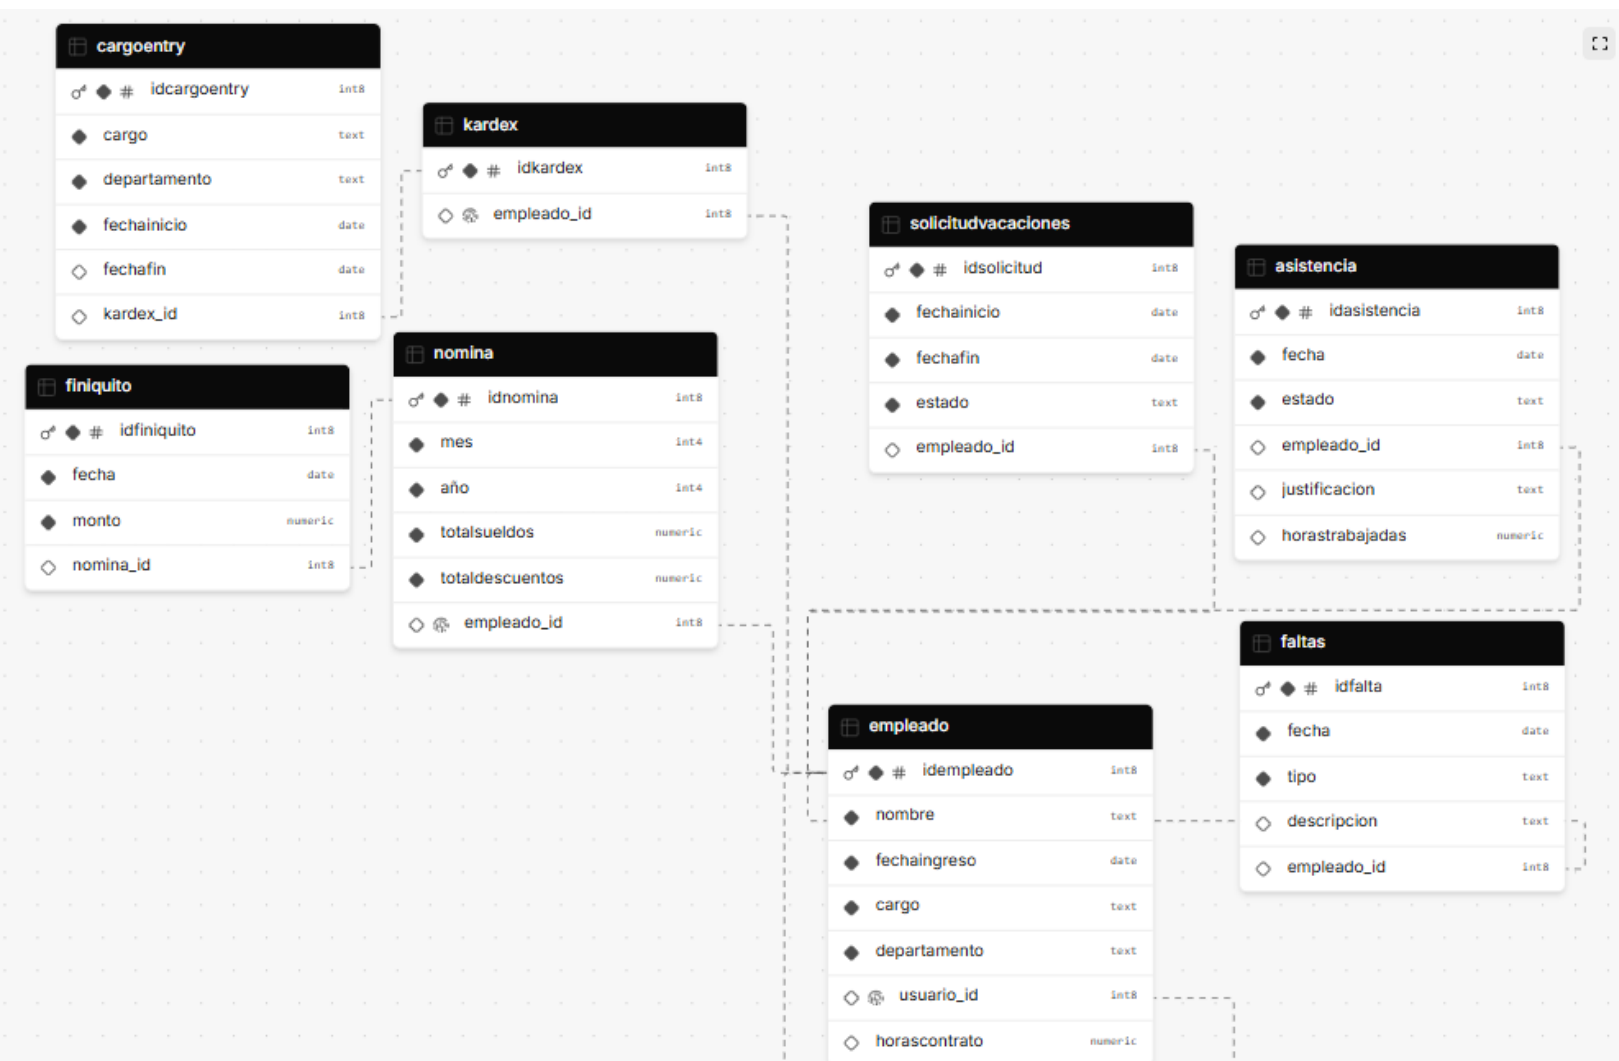 cargoentry
# idcargoentry int8
cargo text
departamento text
fechainicio date
fechafin date
kardex_id int8
kardex
# idkardex int8
empleado_id int8
solicitudvacaciones
# idsolicitud int8
fechainicio date
fechafin date
estado text
empleado_id int8
asistencia
# idasistencia int8
fecha date
estado text
empleado_id int8
justificacion text
horastrabajadas numeric
finiquito
# idfiniquito int8
fecha date
monto numeric
nomina_id int8
nomina
# idnomina int8
mes int4
año int4
totalsueldos numeric
totaldescuentos numeric
empleado_id int8
faltas
# idfalta int8
fecha date
tipo text
descripcion text
empleado_id int8
empleado
# idempleado int8
nombre text
fechaingreso date
cargo text
departamento text
usuario_id int8
horascontrato numeric